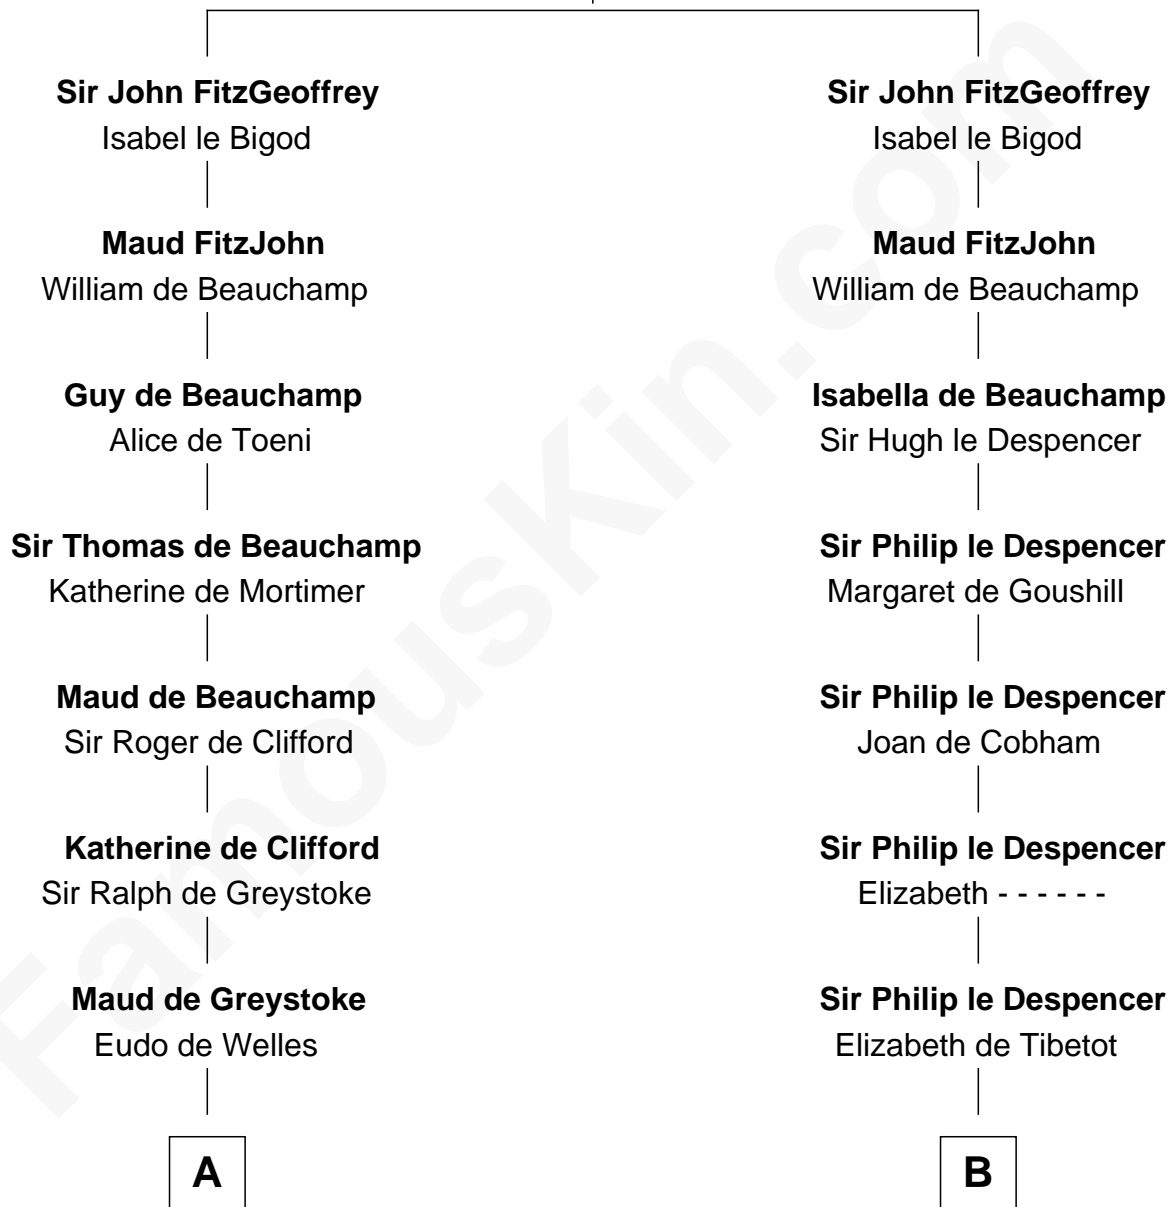 Sir John FitzGeoffrey
Isabel le Bigod
Maud FitzJohn
William de Beauchamp
Guy de Beauchamp
Alice de Toeni
Sir Thomas de Beauchamp
Katherine de Mortimer
Maud de Beauchamp
Sir Roger de Clifford
Katherine de Clifford
Sir Ralph de Greystoke
Maud de Greystoke
Eudo de Welles
A
Sir John FitzGeoffrey
Isabel le Bigod
Maud FitzJohn
William de Beauchamp
Isabella de Beauchamp
Sir Hugh le Despencer
Sir Philip le Despencer
Margaret de Goushill
Sir Philip le Despencer
Joan de Cobham
Sir Philip le Despencer
Elizabeth - - - - - -
Sir Philip le Despencer
Elizabeth de Tibetot
B
FamousKin.com